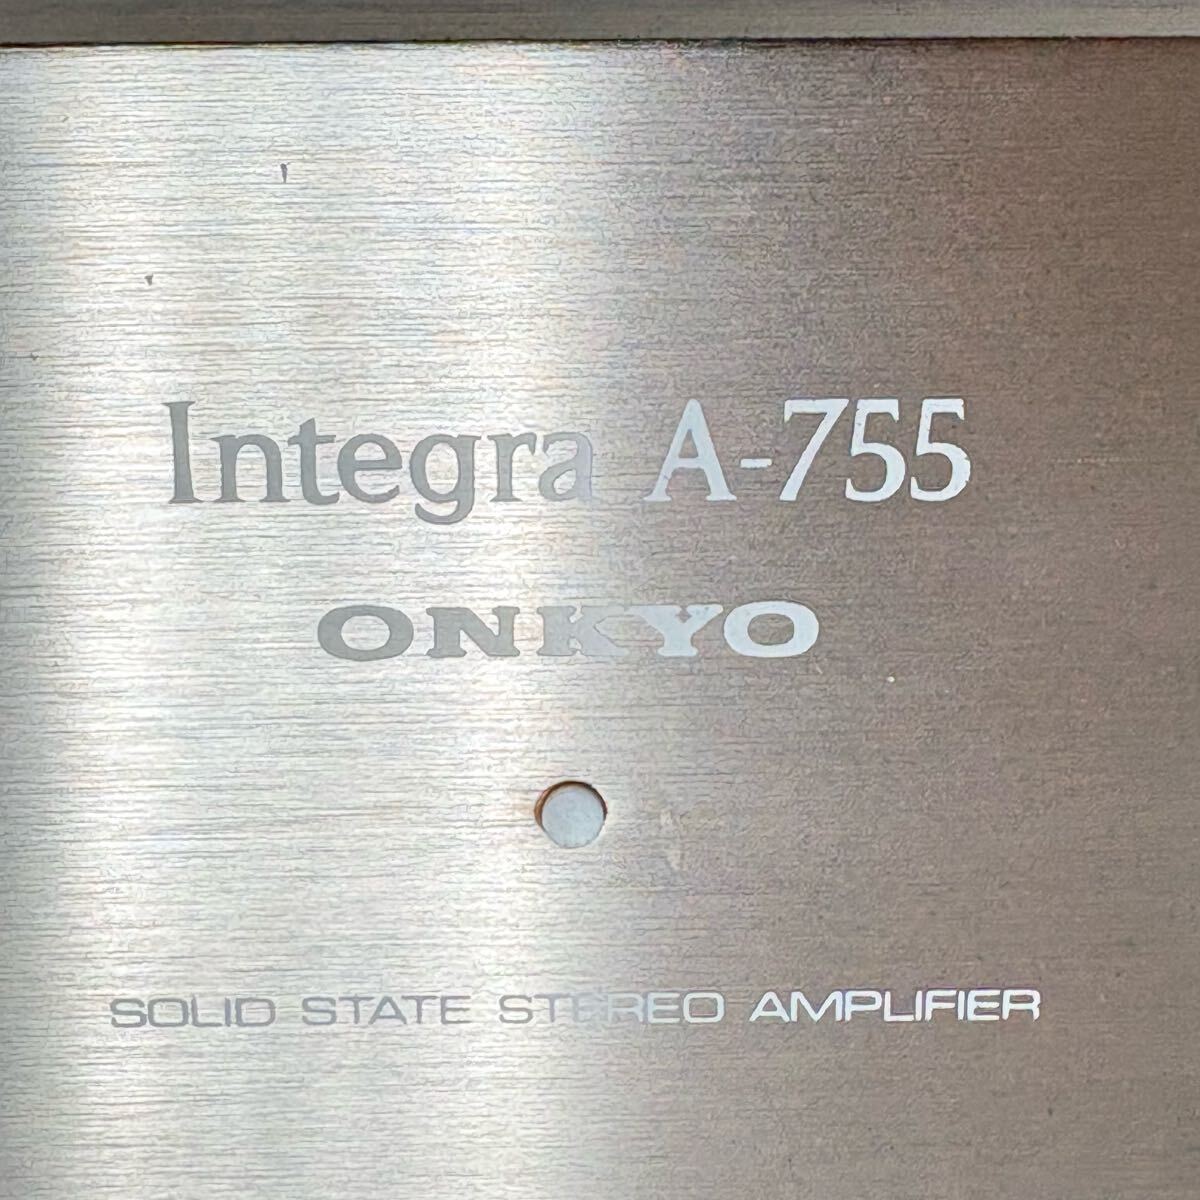 Integra A-755
ONKYO
SOLID STATE STEREO AMPLIFIER